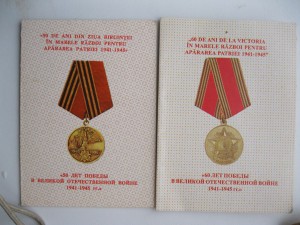 «50 DE ANI DIN ZIUA BIRUINȚEI
ÎN MARELE RĂZBOI PENTRU
APĂRAREA PATRIEI 1941-1945»
«50 ЛЕТ ПОБЕДЫ
В ВЕЛИКОЙ ОТЕЧЕСТВЕННОЙ ВОЙНЕ
1941-1945 гг.»
„60 DE ANI DE LA VICTORIA
ÎN MARELE RĂZBOI PENTRU
APĂRAREA PATRIEI 1941-1945”
«60 ЛЕТ ПОБЕДЫ
В ВЕЛИКОЙ ОТЕЧЕСТВЕННОЙ ВОЙНЕ
1941-1945 гг.»